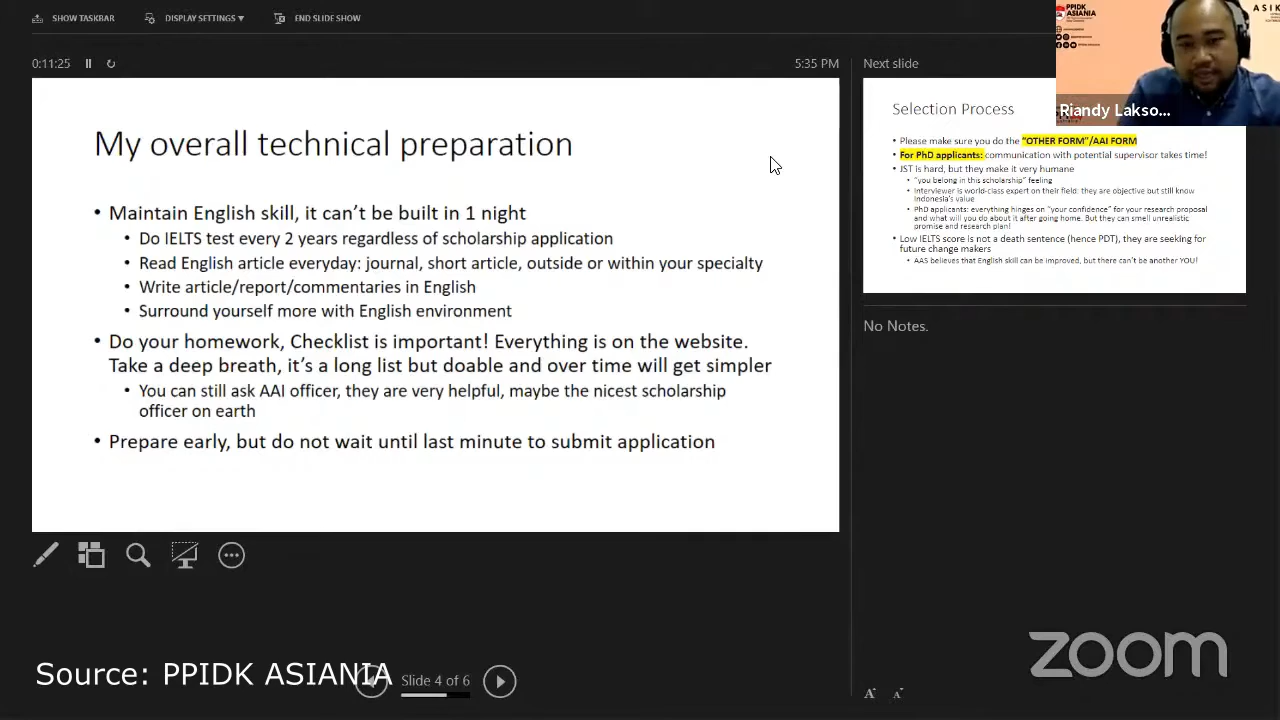 SHOW TASKBAR
DISPLAY SETTINGS ▾
END SLIDE SHOW
0:11:25
5:35 PM
My overall technical preparation
• Maintain English skill, it can't be built in 1 night
• Do IELTS test every 2 years regardless of scholarship application
• Read English article everyday: journal, short article, outside or within your specialty
• Write article/report/commentaries in English
• Surround yourself more with English environment
• Do your homework, Checklist is important! Everything is on the website.
Take a deep breath, it's a long list but doable and over time will get simpler
• You can still ask AAI officer, they are very helpful, maybe the nicest scholarship
officer on earth
• Prepare early, but do not wait until last minute to submit application
Source: PPIDK ASIANIA
Slide 4 of 6
Next slide
PPIDK
ASIANIA
Riandy Lakso...
Selection Process
• Please make sure you do the "OTHER FORM"/AAI FORM
• For PhD applicants: communication with potential supervisor takes time!
• JST is hard, but they make it very humane
• "you belong in this scholarship" feeling
• Interviewer is world-class expert on their field: they are objective but still know
Indonesia's value
• PhD applicants: everything hinges on "your confidence" for your research proposal
and what will you do about it after going home. But they can smell unrealistic
promise and research plan!
• Low IELTS score is not a death sentence (hence PDT), they are seeking for
future change makers
• AAS believes that English skill can be improved, but there can't be another YOU!
No Notes.
zoom
A A